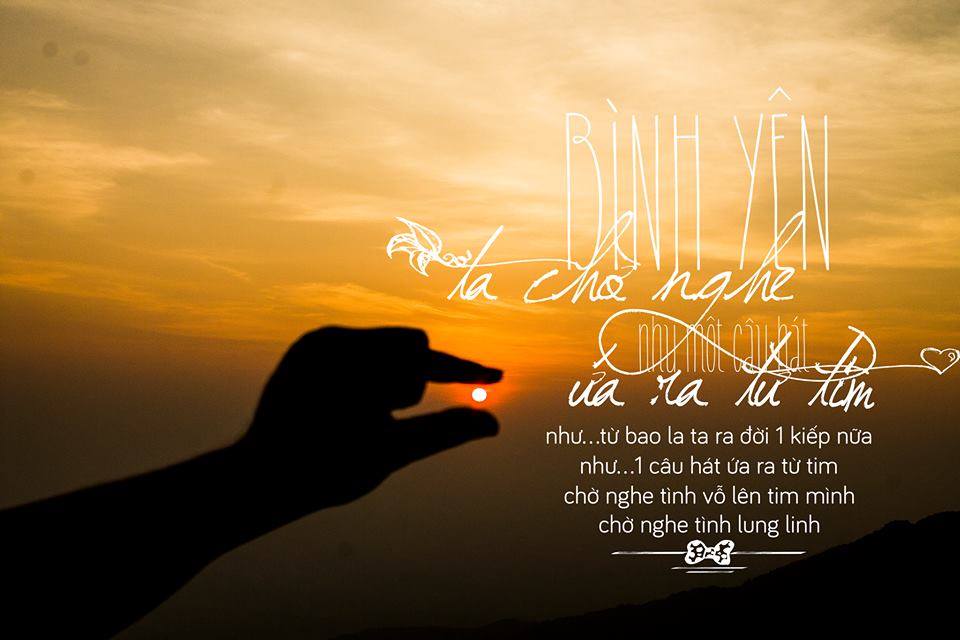 BÌNH YÊN
ta chờ nghe
như một câu hát
ứa ra từ tim
như...từ bao la ta ra đời 1 kiếp nữa
như...1 câu hát ứa ra từ tim
chờ nghe tình vỗ lên tim mình
chờ nghe tình lung linh